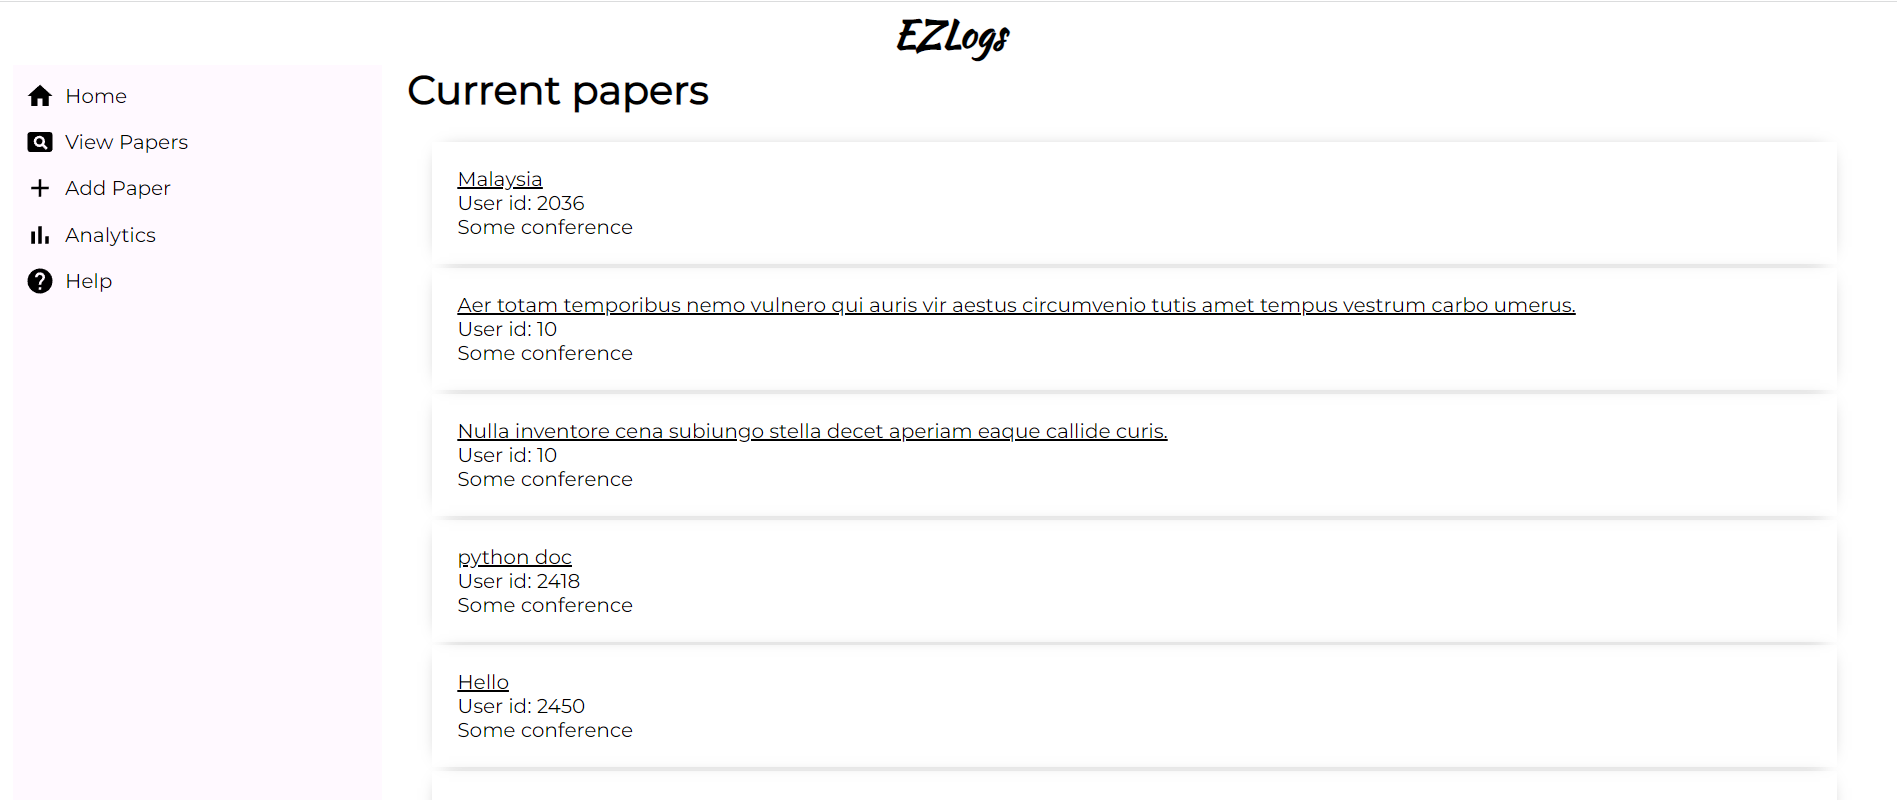 EZLogs
Home
View Papers
Add Paper
Analytics
Help
Current papers
Malaysia
User id: 2036
Some conference
Aer totam temporibus nemo vulnero qui auris vir aestus circumvenio tutis amet tempus vestrum carbo umerus.
User id: 10
Some conference
Nulla inventore cena subiungo stella decet aperiam eaque callide curis.
User id: 10
Some conference
python doc
User id: 2418
Some conference
Hello
User id: 2450
Some conference